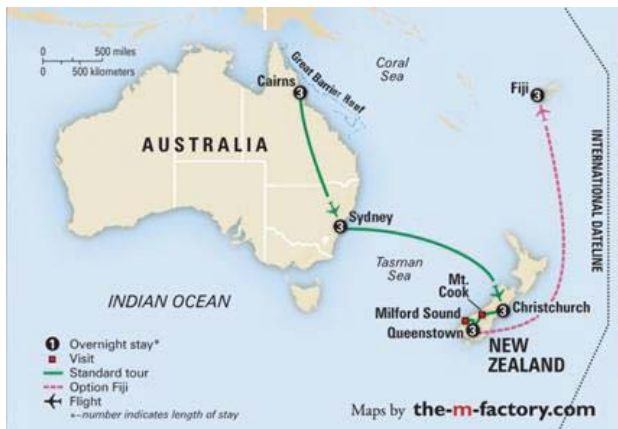 0 500 miles
0 500 kilometers
Coral
Sea
Great Barrier Reef
Cairns
3
Fiji 3
AUSTRALIA
INTERNATIONAL DATELINE
Sydney
3
Tasman
Sea
Mt.
Cook
INDIAN OCEAN
Milford Sound
3 Christchurch
Queenstown 3
NEW
ZEALAND
1 Overnight stay*
Visit
Standard tour
Option Fiji
Flight
*–number indicates length of stay
Maps by the-m-factory.com